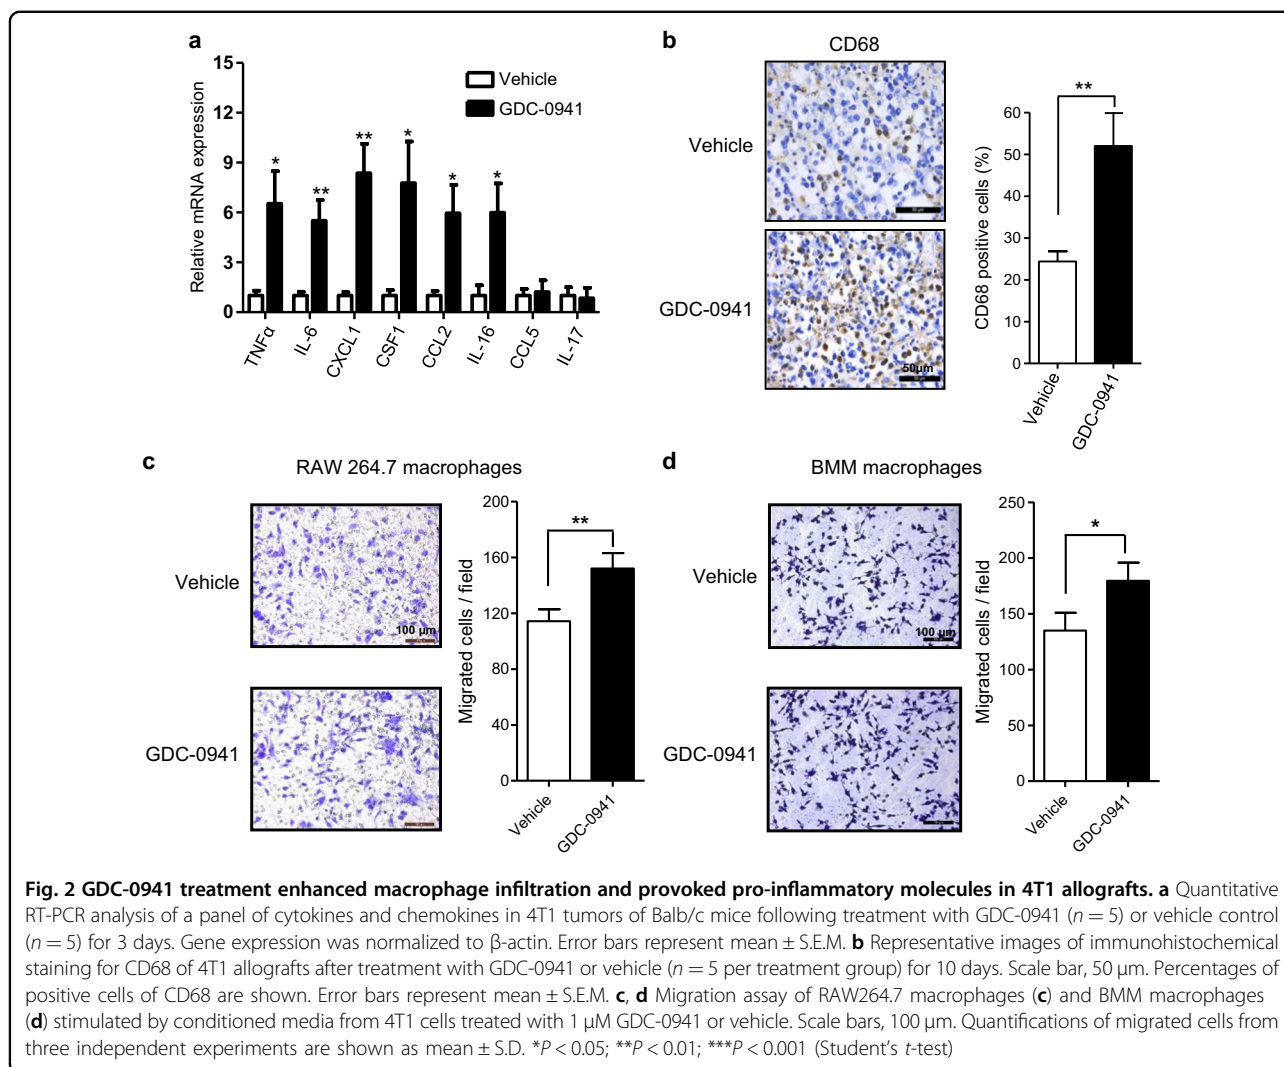 a
15
12
9
6
3
0
Relative mRNA expression
Vehicle
GDC-0941
*
**
**
*
*
*
TNFα
IL-6
CXCL1
CSF1
CCL2
IL-16
CCL5
IL-17
b
CD68
Vehicle
GDC-0941
50μm
CD68 positive cells (%)
60
50
40
30
20
10
0
**
Vehicle
GDC-0941
c
RAW 264.7 macrophages
Vehicle
100 μm
GDC-0941
Migrated cells / field
200
160
120
80
40
0
**
Vehicle
GDC-0941
d
BMM macrophages
Vehicle
100 μm
GDC-0941
Migrated cells / field
250
200
150
100
50
0
*
Vehicle
GDC-0941
Fig. 2 GDC-0941 treatment enhanced macrophage infiltration and provoked pro-inflammatory molecules in 4T1 allografts. a Quantitative
RT-PCR analysis of a panel of cytokines and chemokines in 4T1 tumors of Balb/c mice following treatment with GDC-0941 (n = 5) or vehicle control
(n = 5) for 3 days. Gene expression was normalized to β-actin. Error bars represent mean ± S.E.M. b Representative images of immunohistochemical
staining for CD68 of 4T1 allografts after treatment with GDC-0941 or vehicle (n = 5 per treatment group) for 10 days. Scale bar, 50 μm. Percentages of
positive cells of CD68 are shown. Error bars represent mean ± S.E.M. c, d Migration assay of RAW264.7 macrophages (c) and BMM macrophages
(d) stimulated by conditioned media from 4T1 cells treated with 1 μM GDC-0941 or vehicle. Scale bars, 100 μm. Quantifications of migrated cells from
three independent experiments are shown as mean ± S.D. *P < 0.05; **P < 0.01; ***P < 0.001 (Student's t-test)